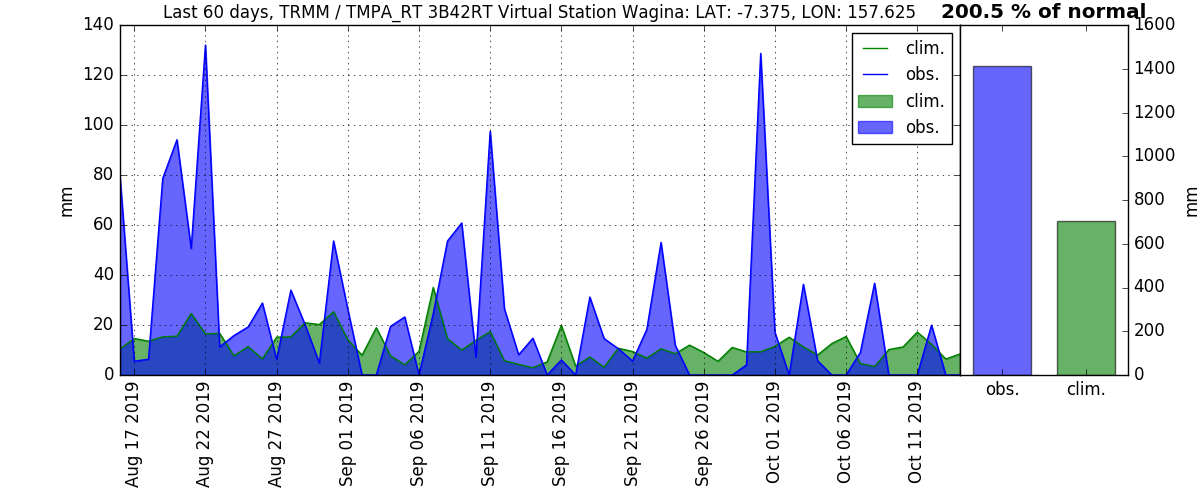 Last 60 days, TRMM / TMPA_RT 3B42RT Virtual Station Wagina: LAT: -7.375, LON: 157.625
200.5 % of normal
140
120
100
80
60
40
20
0
mm
clim.
obs.
clim.
obs.
1600
1400
1200
1000
800
600
400
200
0
mm
Aug 17 2019
Aug 22 2019
Aug 27 2019
Sep 01 2019
Sep 06 2019
Sep 11 2019
Sep 16 2019
Sep 21 2019
Sep 26 2019
Oct 01 2019
Oct 06 2019
Oct 11 2019
obs.
clim.